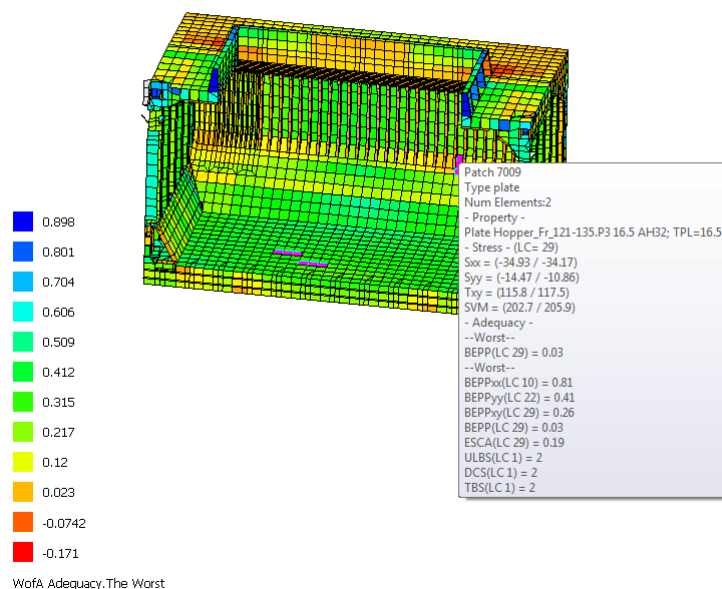 Patch 7009
Type plate
Num Elements:2
- Property -
Plate Hopper_Fr_121-135.P3 16.5 AH32; TPL=16.5
- Stress - (LC= 29)
Sxx = (-34.93 / -34.17)
Syy = (-14.47 / -10.86)
Txy = (115.8 / 117.5)
SVM = (202.7 / 205.9)
- Adequacy -
--Worst--
BEPP(LC 29) = 0.03
--Worst--
BEPPxx(LC 10) = 0.81
BEPPyy(LC 22) = 0.41
BEPPxy(LC 29) = 0.26
BEPP(LC 29) = 0.03
ESCA(LC 29) = 0.19
ULBS(LC 1) = 2
DCS(LC 1) = 2
TBS(LC 1) = 2
0.898
0.801
0.704
0.606
0.509
0.412
0.315
0.217
0.12
0.023
-0.0742
-0.171
WofA Adequacy.The Worst